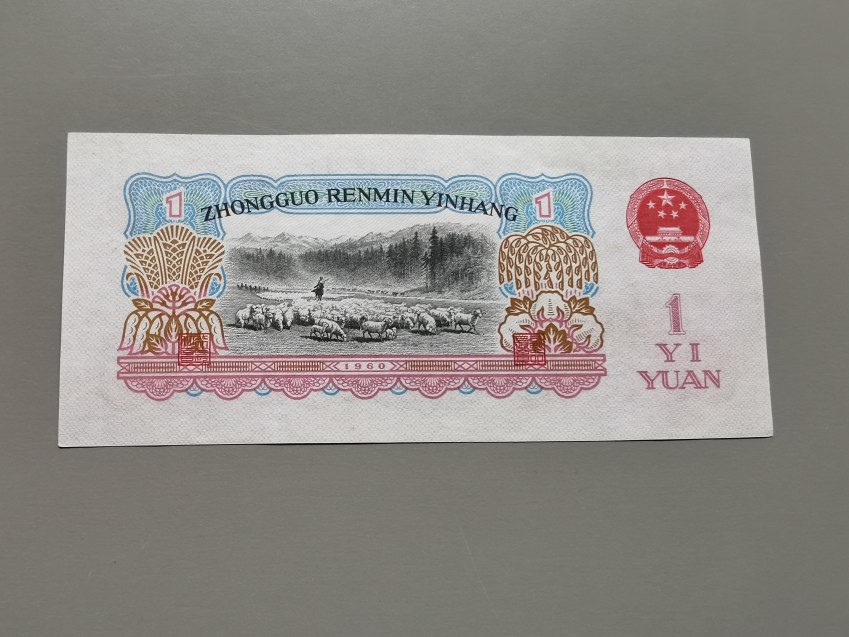 1 ZHONGGUO RENMIN YINHANG 1
1
YI
YUAN
1960